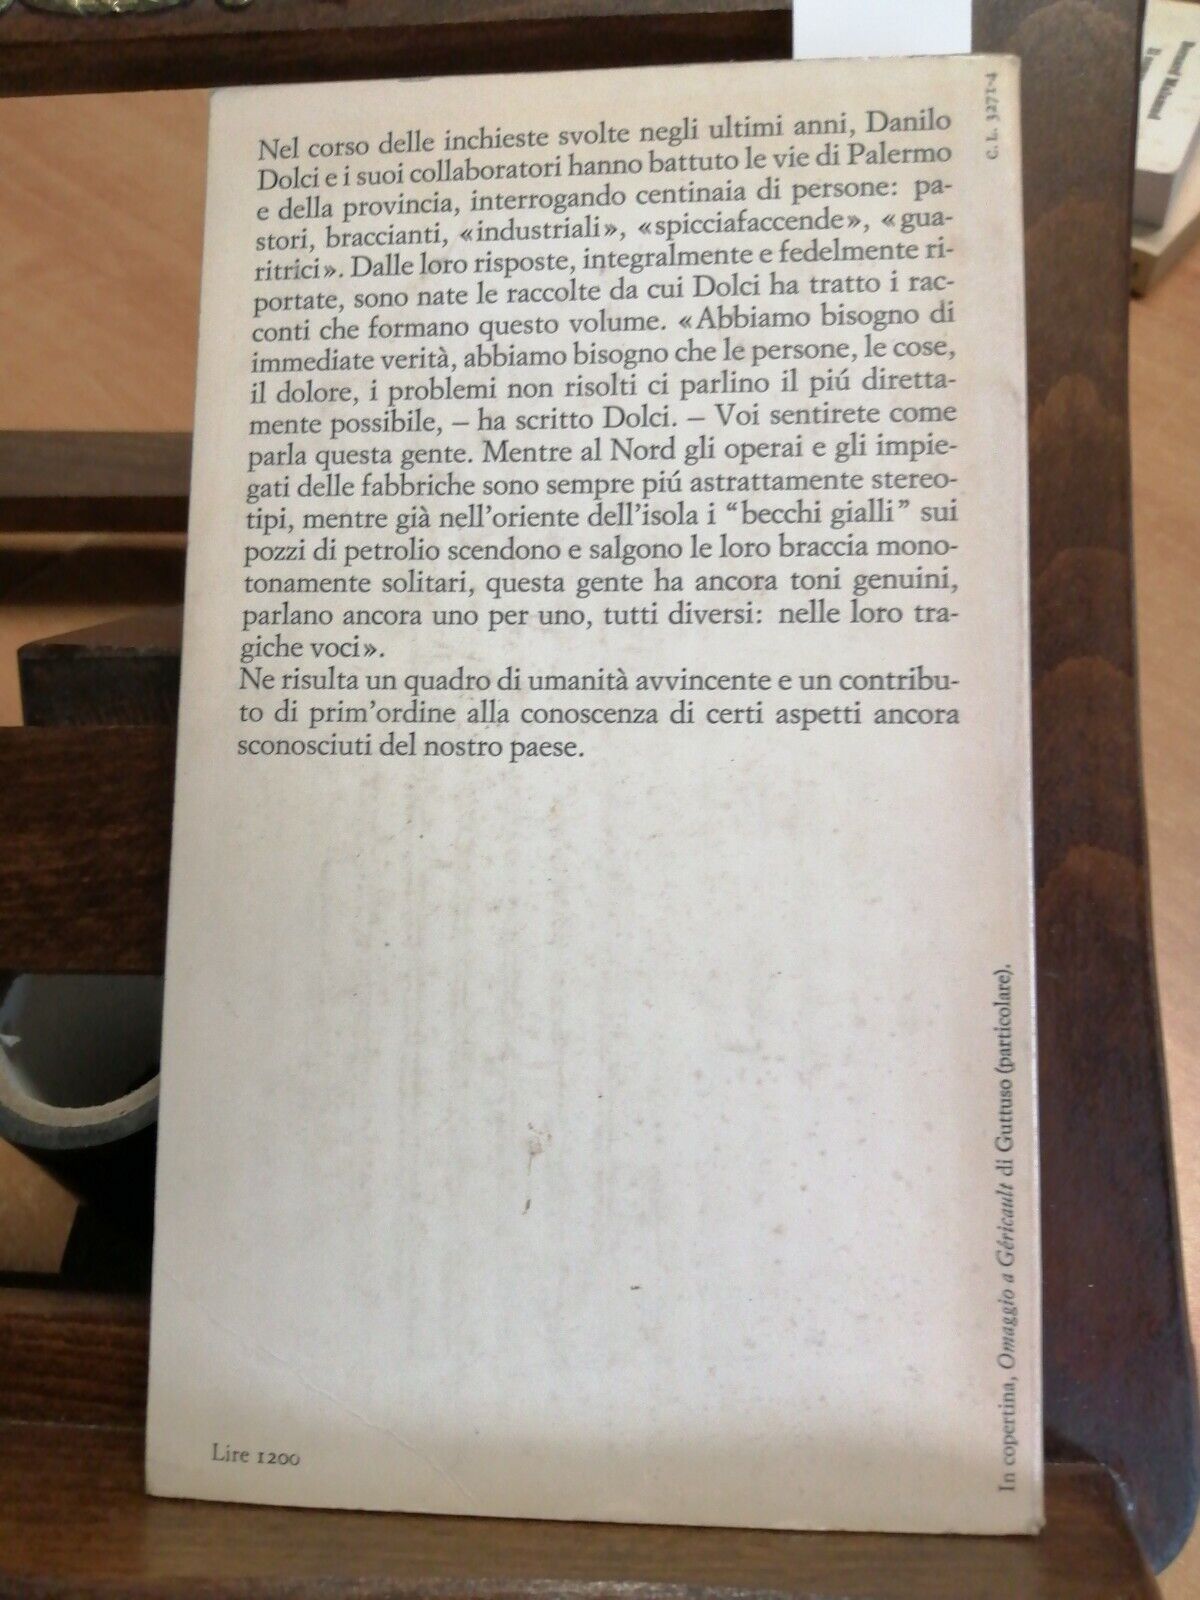 Nel corso delle inchieste svolte negli ultimi anni, Danilo
Dolci e i suoi collaboratori hanno battuto le vie di Palermo
e della provincia, interrogando centinaia di persone: pa-
stori, braccianti, «industriali», «spicciafaccende», «gua-
ritrici». Dalle loro risposte, integralmente e fedelmente ri-
portate, sono nate le raccolte da cui Dolci ha tratto i rac-
conti che formano questo volume. «Abbiamo bisogno di
immediate verità, abbiamo bisogno che le persone, le cose,
il dolore, i problemi non risolti ci parlino il piú diretta-
mente possibile, – ha scritto Dolci. – Voi sentirete come
parla questa gente. Mentre al Nord gli operai e gli impie-
gati delle fabbriche sono sempre piú astrattamente stereo-
tipi, mentre già nell'oriente dell'isola i "becchi gialli" sui
pozzi di petrolio scendono e salgono le loro braccia mono-
tonamente solitari, questa gente ha ancora toni genuini,
parlano ancora uno per uno, tutti diversi: nelle loro tra-
giche voci».
Ne risulta un quadro di umanità avvincente e un contribu-
to di prim'ordine alla conoscenza di certi aspetti ancora
sconosciuti del nostro paese.
Lire 1200
C. L. 3271-4
In copertina, Omaggio a Géricault di Guttuso (particolare).